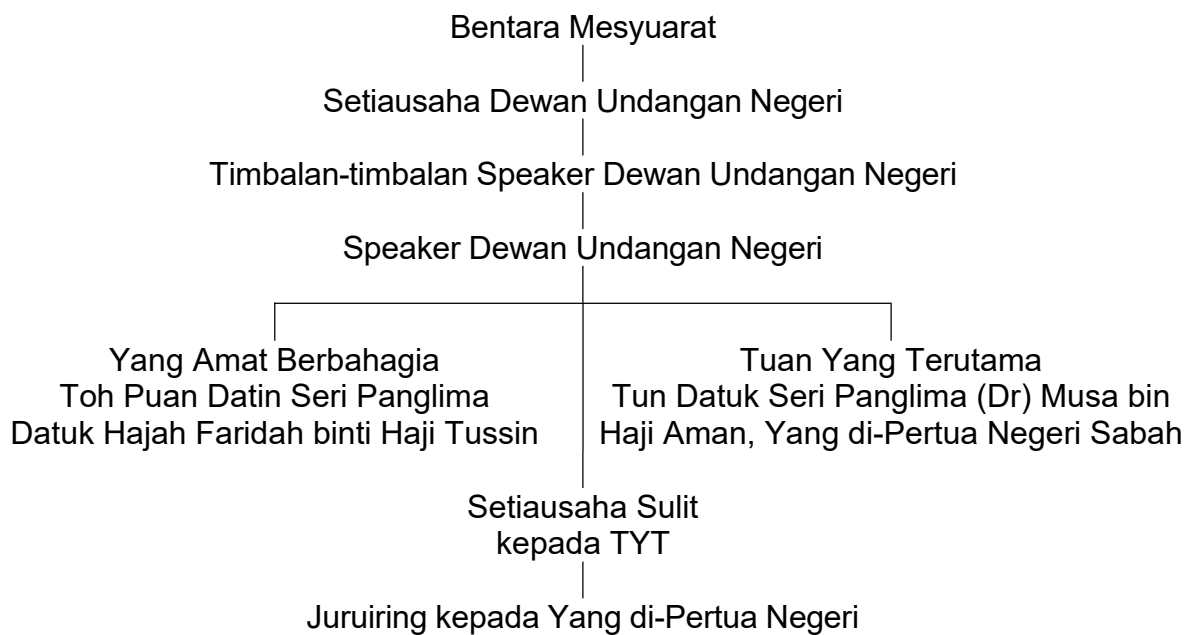 Bentara Mesyuarat
Setiausaha Dewan Undangan Negeri
Timbalan-timbalan Speaker Dewan Undangan Negeri
Speaker Dewan Undangan Negeri
Yang Amat Berbahagia
Toh Puan Datin Seri Panglima
Datuk Hajah Faridah binti Haji Tussin
Tuan Yang Terutama
Tun Datuk Seri Panglima (Dr) Musa bin
Haji Aman, Yang di-Pertua Negeri Sabah
Setiausaha Sulit
kepada TYT
Juruiring kepada Yang di-Pertua Negeri